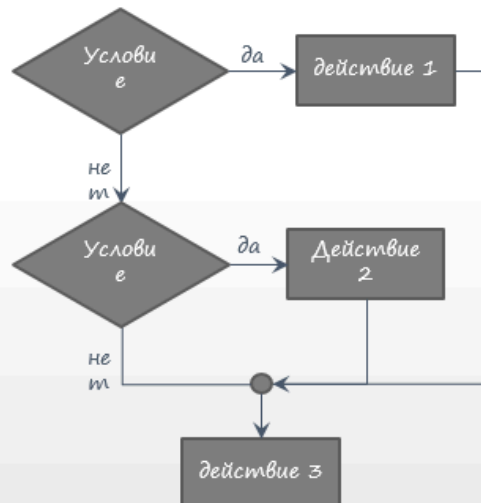 Услови
е
да
действие 1
не
т
Услови
е
да
Действие
2
не
т
действие 3